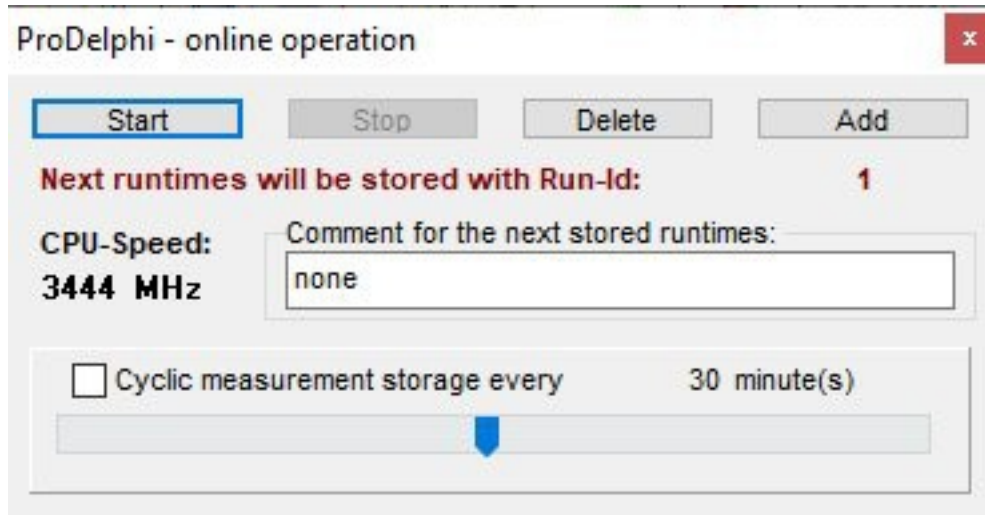 ProDelphi - online operation x
Start Stop Delete Add
Next runtimes will be stored with Run-Id: 1
CPU-Speed:
3444 MHz
Comment for the next stored runtimes:
none
Cyclic measurement storage every 30 minute(s)